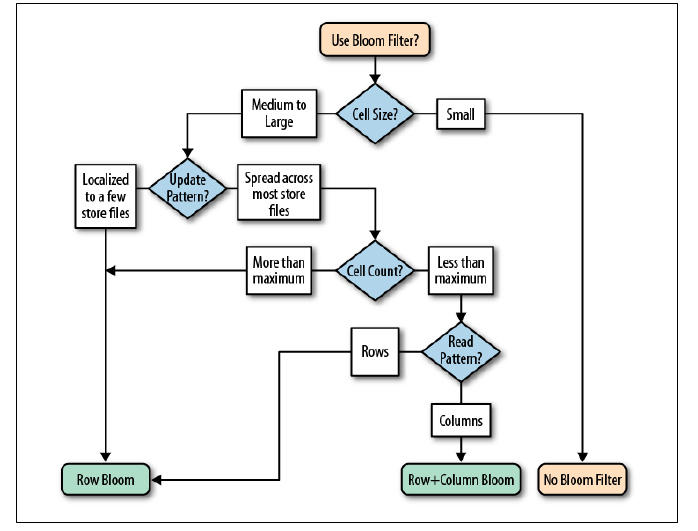 Use Bloom Filter?
Medium to
Large
Cell Size?
Small
Localized
to a few
store files
Update
Pattern?
Spread across
most store
files
More than
maximum
Cell Count?
Less than
maximum
Rows
Read
Pattern?
Columns
Row Bloom
Row+Column Bloom
No Bloom Filter